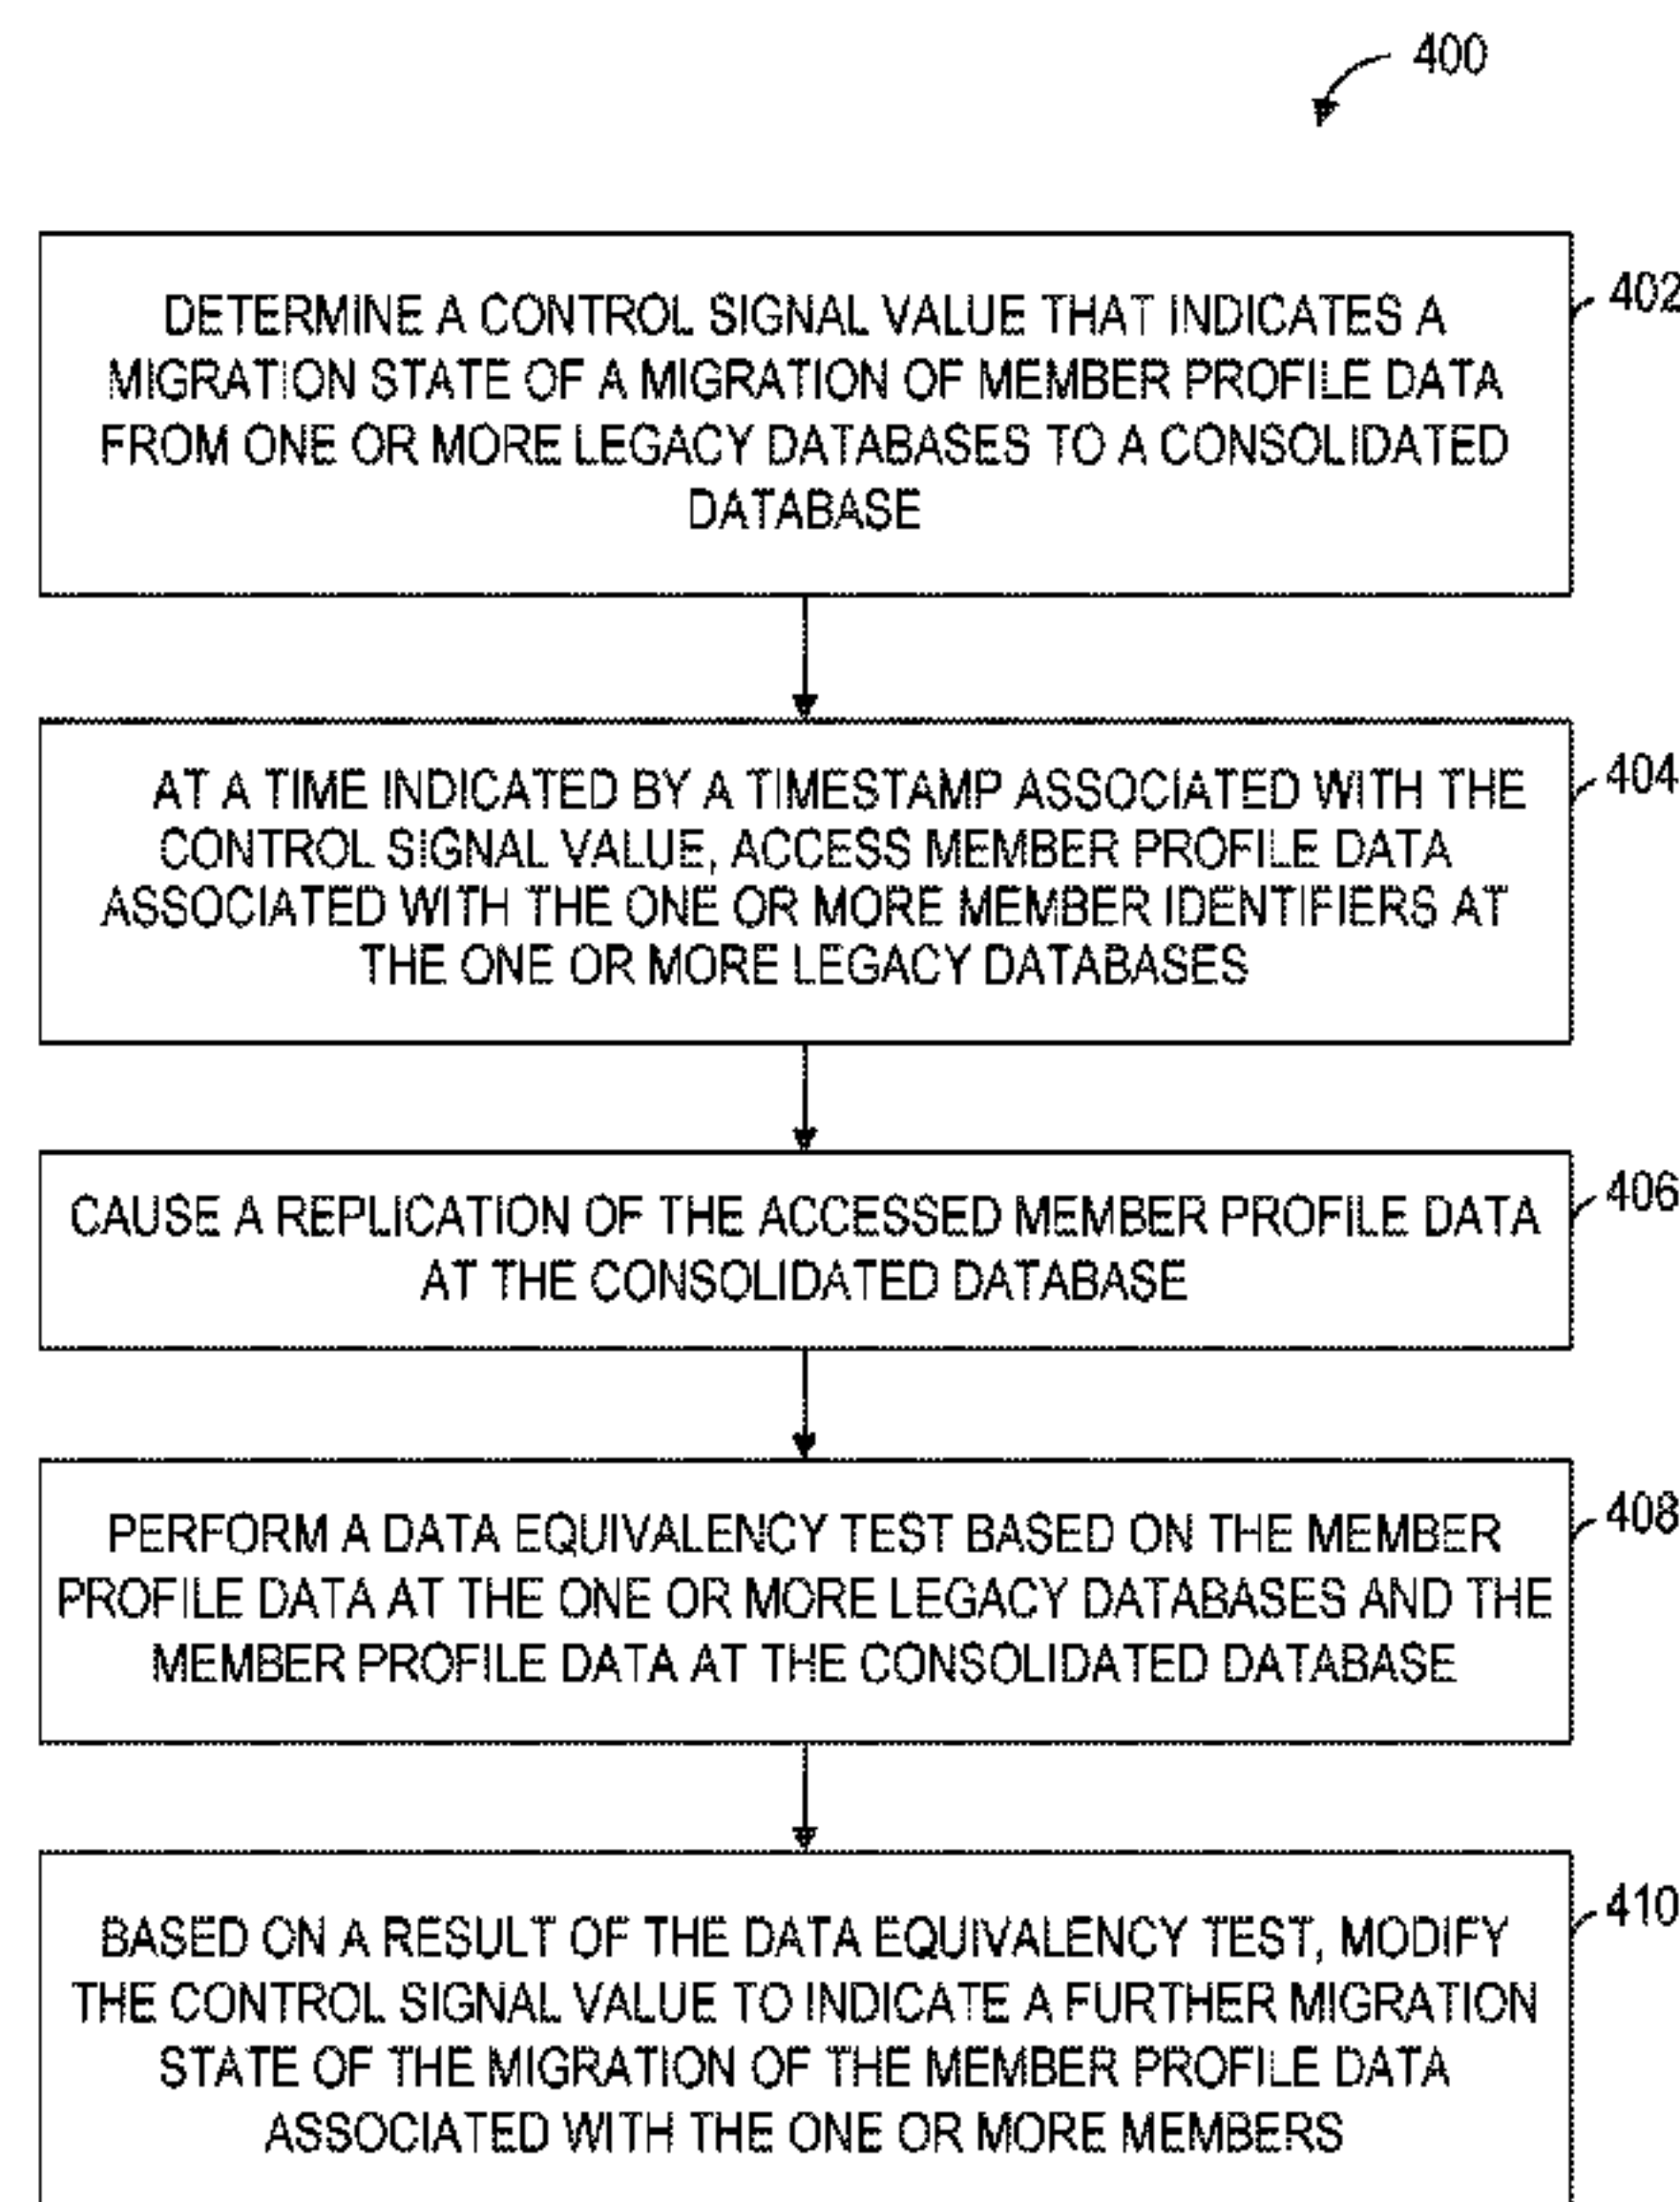 400
402
DETERMINE A CONTROL SIGNAL VALUE THAT INDICATES A
MIGRATION STATE OF A MIGRATION OF MEMBER PROFILE DATA
FROM ONE OR MORE LEGACY DATABASES TO A CONSOLIDATED
DATABASE
404
AT A TIME INDICATED BY A TIMESTAMP ASSOCIATED WITH THE
CONTROL SIGNAL VALUE, ACCESS MEMBER PROFILE DATA
ASSOCIATED WITH THE ONE OR MORE MEMBER IDENTIFIERS AT
THE ONE OR MORE LEGACY DATABASES
406
CAUSE A REPLICATION OF THE ACCESSED MEMBER PROFILE DATA
AT THE CONSOLIDATED DATABASE
408
PERFORM A DATA EQUIVALENCY TEST BASED ON THE MEMBER
PROFILE DATA AT THE ONE OR MORE LEGACY DATABASES AND THE
MEMBER PROFILE DATA AT THE CONSOLIDATED DATABASE
410
BASED ON A RESULT OF THE DATA EQUIVALENCY TEST, MODIFY
THE CONTROL SIGNAL VALUE TO INDICATE A FURTHER MIGRATION
STATE OF THE MIGRATION OF THE MEMBER PROFILE DATA
ASSOCIATED WITH THE ONE OR MORE MEMBERS